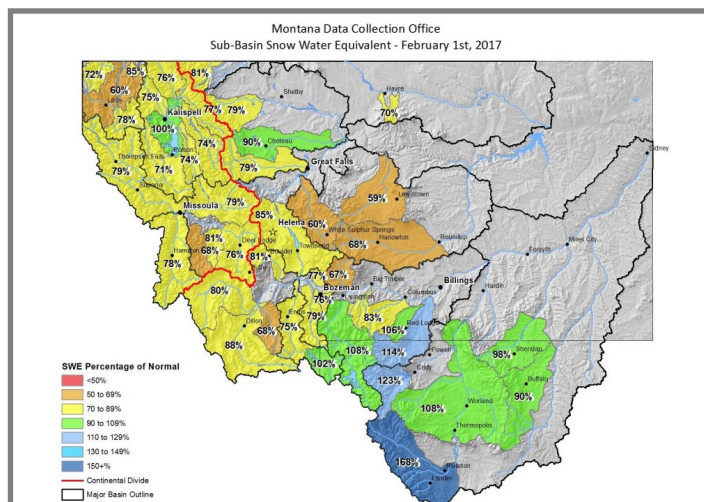 Montana Data Collection Office
Sub-Basin Snow Water Equivalent - February 1st, 2017
72%
85%
76%
81%
60%
Libby
75%
77%
79%
Shelby
Havre
70%
78%
Kalispell
100%
90%
Choteau
Polson
74%
74%
Great Falls
79%
Thompson Falls
79%
71%
Superior
Sidney
59%
Lewistown
Missoula
79%
85%
Helena
60%
White Sulphur Springs
68%
Harlowton
Roundup
81%
68%
Deer Lodge
Boulder
Townsend
76%
81%
Butte
Hamilton
78%
Forsyth
Miles City
77%
67%
Big Timber
Billings
Bozeman
76%
Livingston
Columbus
Hardin
80%
79%
83%
106%
Red Lodge
Dillon
Ennis
68%
75%
88%
108%
114%
Powell
98%
Sheridan
102%
123%
Cody
Buffalo
90%
108%
Worland
Thermopolis
168%
Riverton
Lander
SWE Percentage of Normal
<50%
50 to 69%
70 to 89%
90 to 109%
110 to 129%
130 to 149%
150+%
Continental Divide
Major Basin Outline